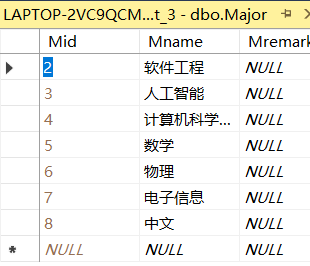 LAPTOP-2VC9QCM...t_3 - dbo.Major
Mid Mname Mremark
2 软件工程 NULL
3 人工智能 NULL
4 计算机科学... NULL
5 数学 NULL
6 物理 NULL
7 电子信息 NULL
8 中文 NULL
NULL NULL NULL